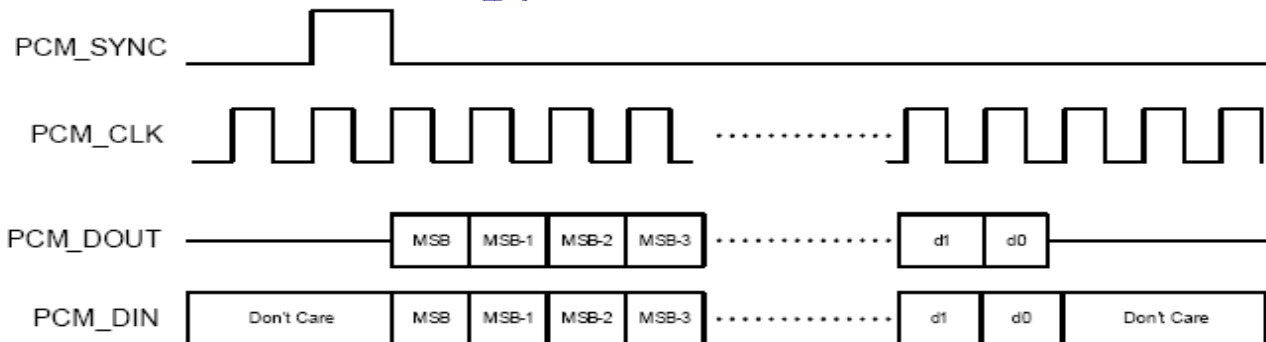 PCM_SYNC
PCM_CLK
PCM_DOUT MSB MSB-1 MSB-2 MSB-3 d1 d0
PCM_DIN Don't Care MSB MSB-1 MSB-2 MSB-3 d1 d0 Don't Care